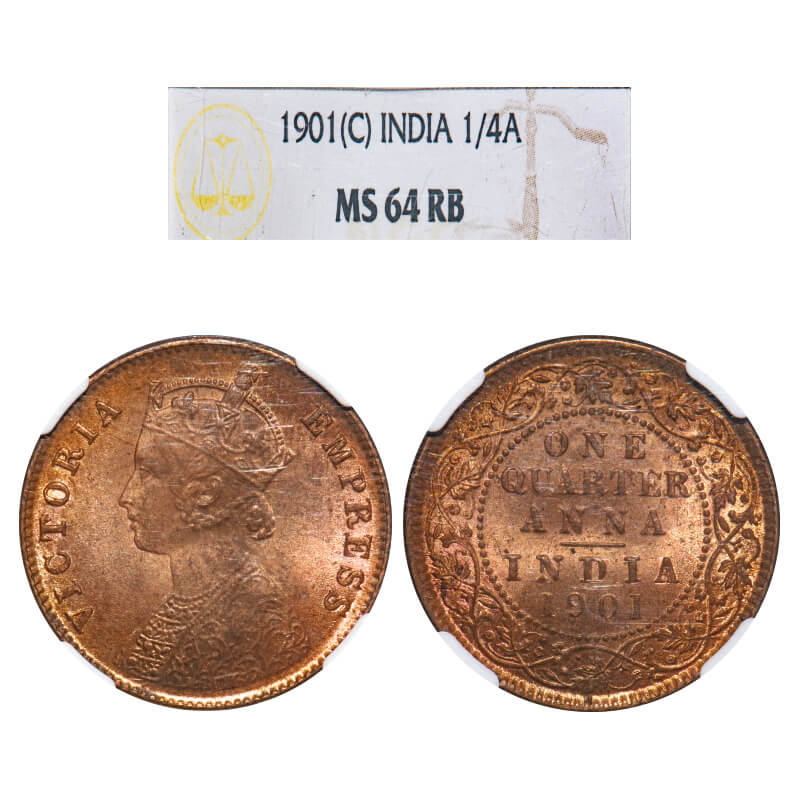 1901(C) INDIA 1/4A
MS 64 RB
VICTORIA EMPRESS
ONE
QUARTER
ANNA
INDIA
1901